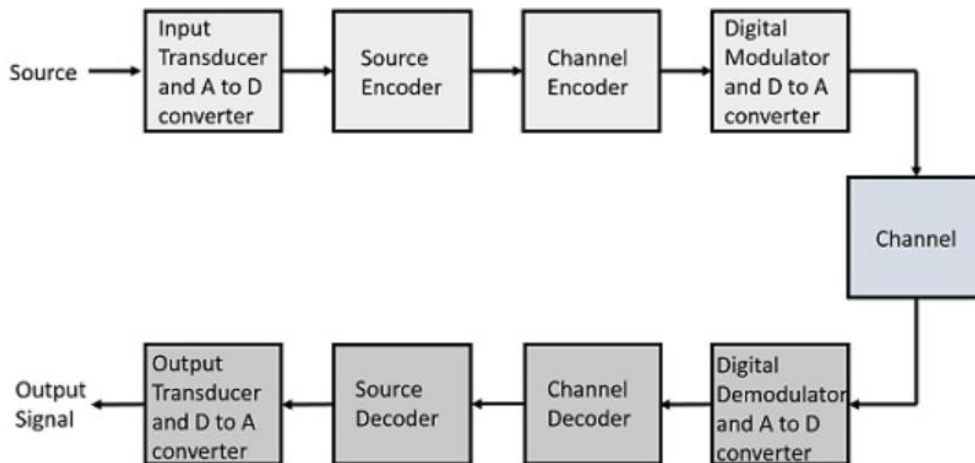 Source
Input
Transducer
and A to D
converter
Source
Encoder
Channel
Encoder
Digital
Modulator
and D to A
converter
Channel
Output
Signal
Output
Transducer
and D to A
converter
Source
Decoder
Channel
Decoder
Digital
Demodulator
and A to D
converter